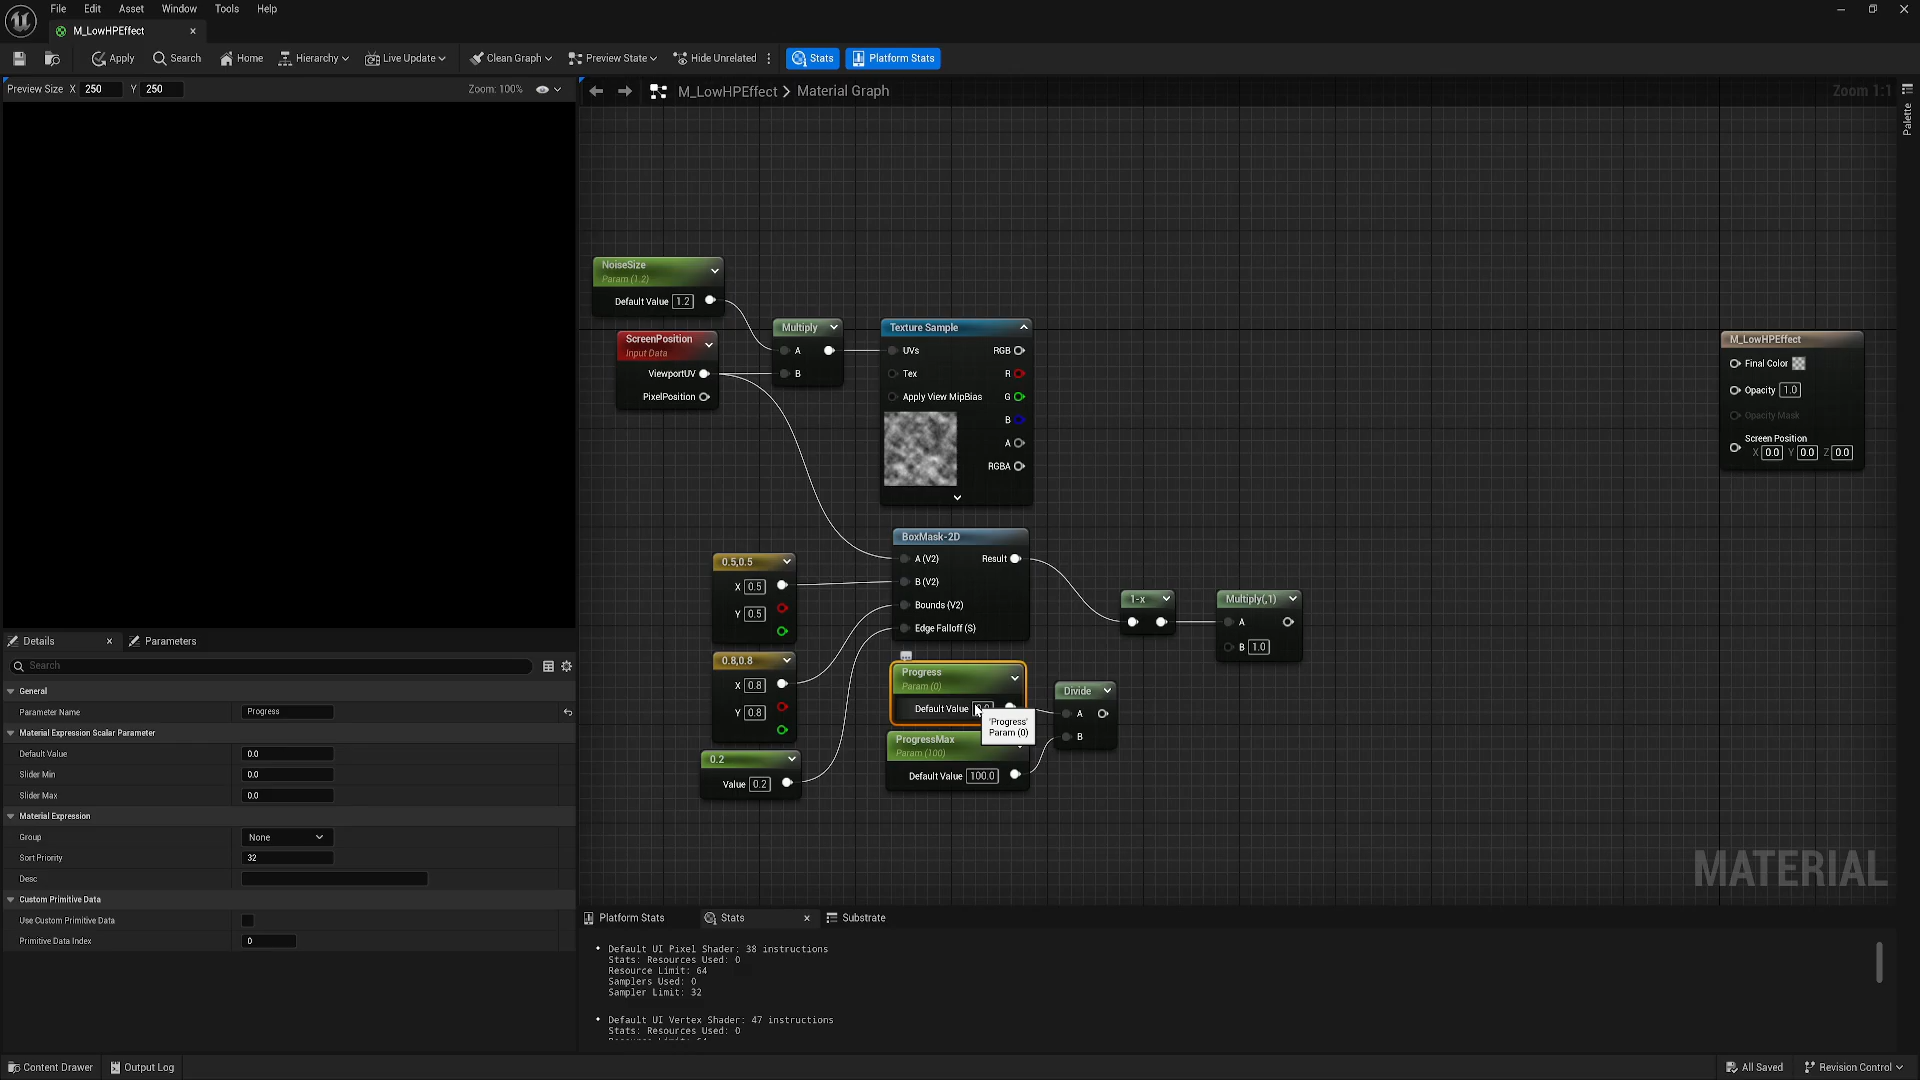 File Edit Asset Window Tools Help
M_LowHPEffect
Apply Search Home Hierarchy Live Update Clean Graph Preview State Hide Unrelated Stats Platform Stats
Preview Size X 250 Y 250 Zoom: 100%
M_LowHPEffect > Material Graph Zoom 1:1
Palette
NoiseSize
Param (1.2)
Default Value 1.2
ScreenPosition
Input Data
ViewportUV
PixelPosition
Multiply
A
B
Texture Sample
UVs RGB
Tex R
Apply View MipBias G
B
A
RGBA
M_LowHPEffect
Final Color
Opacity 1.0
Opacity Mask
Screen Position
X 0.0 Y 0.0 Z 0.0
BoxMask-2D
A (V2) Result
B (V2)
Bounds (V2)
Edge Falloff (S)
0.5,0.5
X 0.5
Y 0.5
0.8,0.8
X 0.8
Y 0.8
0.2
Value 0.2
1-x
Multiply(,1)
A
B 1.0
Progress
Param (0)
Default Value
'Progress'
Param (0)
ProgressMax
Param (100)
Default Value 100.0
Divide
A
B
MATERIAL
Details Parameters
Search
General
Parameter Name Progress
Material Expression Scalar Parameter
Default Value 0.0
Slider Min 0.0
Slider Max 0.0
Material Expression
Group None
Sort Priority 32
Desc
Custom Primitive Data
Use Custom Primitive Data
Primitive Data Index 0
Platform Stats Stats Substrate
Default UI Pixel Shader: 38 instructions
Stats: Resources Used: 0
Resource Limit: 64
Samplers Used: 0
Sampler Limit: 32
Default UI Vertex Shader: 47 instructions
Stats: Resources Used: 0
Content Drawer Output Log All Saved Revision Control